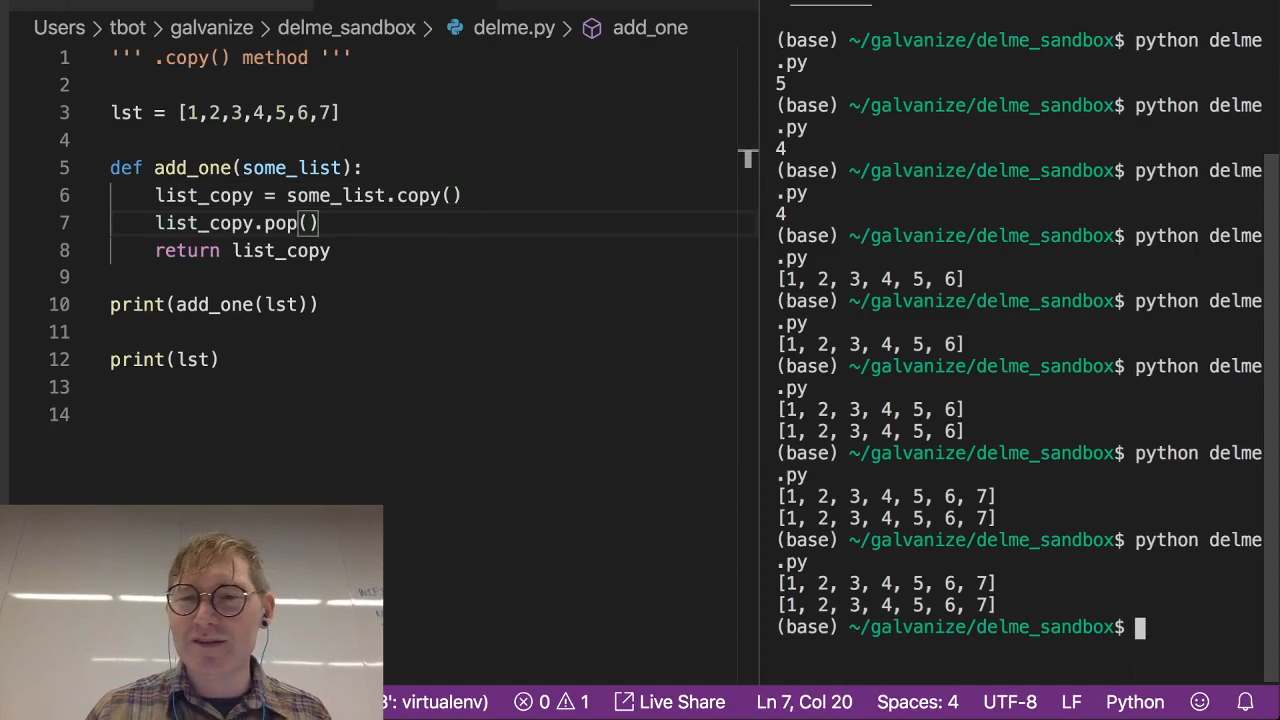 Users > tbot > galvanize > delme_sandbox > delme.py > add_one
1 ''' .copy() method '''
2
3 lst = [1,2,3,4,5,6,7]
4
5 def add_one(some_list):
6 list_copy = some_list.copy()
7 list_copy.pop()
8 return list_copy
9
10 print(add_one(lst))
11
12 print(lst)
13
14
(base) ~/galvanize/delme_sandbox$ python delme
.py
5
(base) ~/galvanize/delme_sandbox$ python delme
.py
4
(base) ~/galvanize/delme_sandbox$ python delme
.py
4
(base) ~/galvanize/delme_sandbox$ python delme
.py
[1, 2, 3, 4, 5, 6]
(base) ~/galvanize/delme_sandbox$ python delme
.py
[1, 2, 3, 4, 5, 6]
(base) ~/galvanize/delme_sandbox$ python delme
.py
[1, 2, 3, 4, 5, 6]
[1, 2, 3, 4, 5, 6]
(base) ~/galvanize/delme_sandbox$ python delme
.py
[1, 2, 3, 4, 5, 6, 7]
[1, 2, 3, 4, 5, 6, 7]
(base) ~/galvanize/delme_sandbox$ python delme
.py
[1, 2, 3, 4, 5, 6, 7]
[1, 2, 3, 4, 5, 6, 7]
(base) ~/galvanize/delme_sandbox$
3': virtualenv) 0 1 Live Share Ln 7, Col 20 Spaces: 4 UTF-8 LF Python